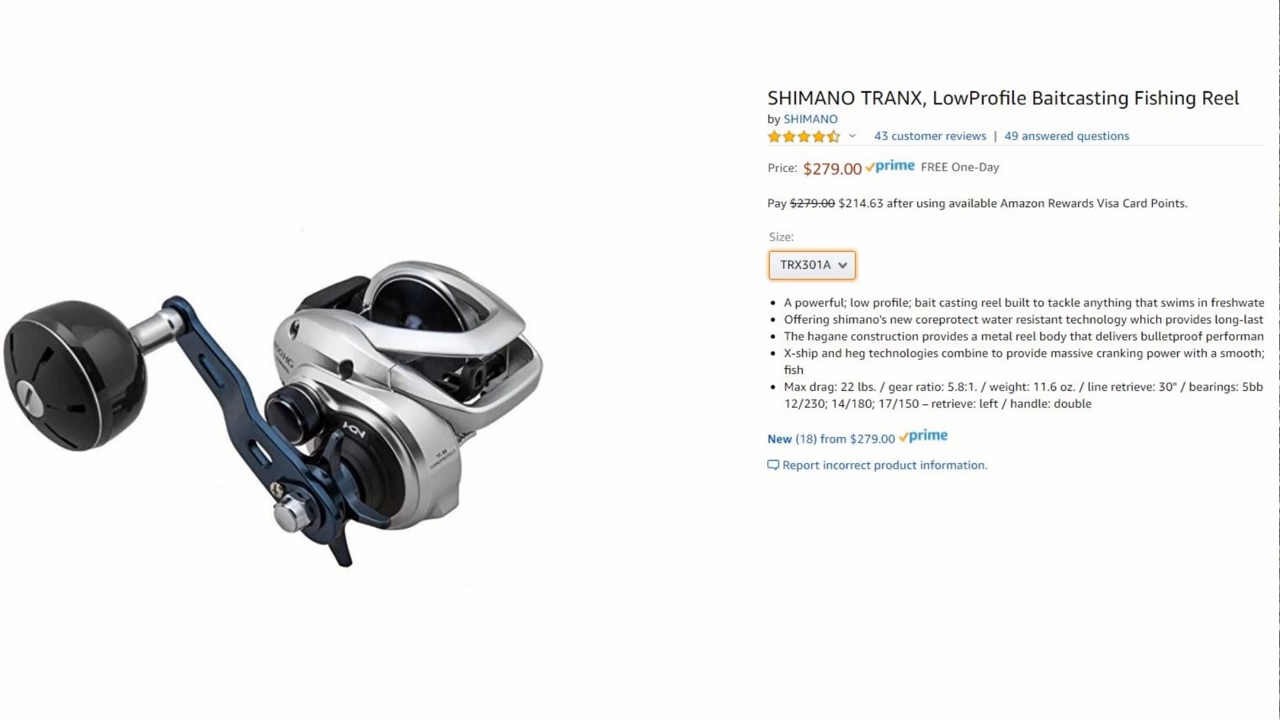 SHIMANO TRANX, LowProfile Baitcasting Fishing Reel
by SHIMANO
43 customer reviews | 49 answered questions
Price: $279.00 prime FREE One-Day
Pay $279.00 $214.63 after using available Amazon Rewards Visa Card Points.
Size:
TRX301A
• A powerful; low profile; bait casting reel built to tackle anything that swims in freshwate
• Offering shimano's new coreprotect water resistant technology which provides long-last
• The hagane construction provides a metal reel body that delivers bulletproof performan
• X-ship and heg technologies combine to provide massive cranking power with a smooth;
fish
• Max drag: 22 lbs. / gear ratio: 5.8:1. / weight: 11.6 oz. / line retrieve: 30" / bearings: 5bb
12/230; 14/180; 17/150 – retrieve: left / handle: double
New (18) from $279.00 prime
Report incorrect product information.